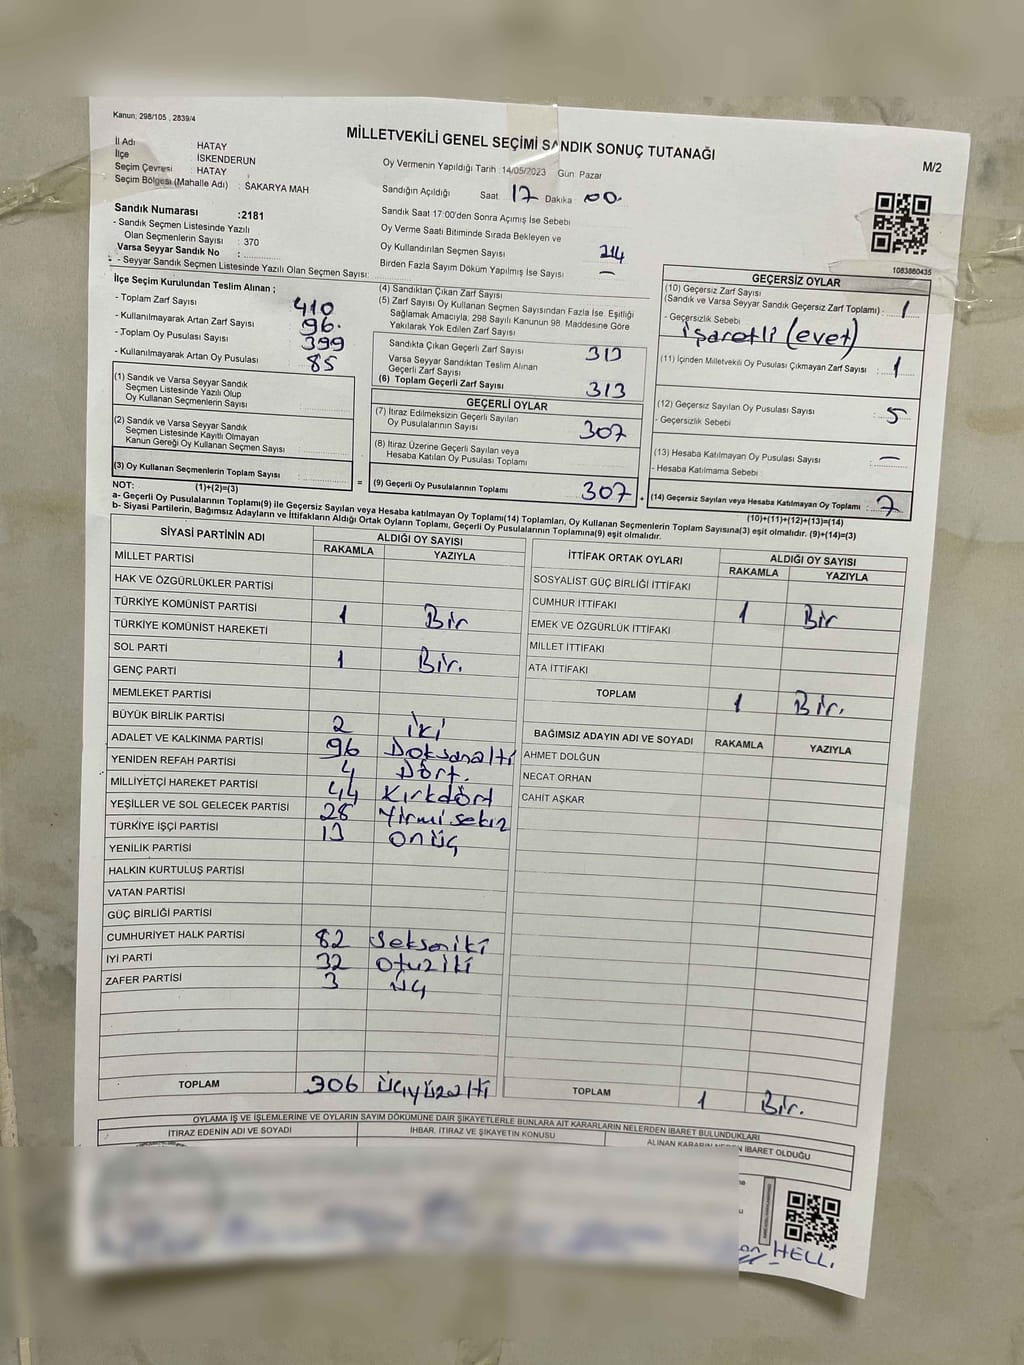 Kanun; 298/105 , 2839/4
MİLLETVEKİLİ GENEL SEÇİMİ SANDIK SONUÇ TUTANAĞI
M/2
İl Adı HATAY
İlçe İSKENDERUN
Seçim Çevresi : HATAY
Seçim Bölgesi (Mahalle Adı) : SAKARYA MAH
Oy Vermenin Yapıldığı Tarih :14/05/2023 Gün: Pazar
Sandığın Açıldığı Saat 17 Dakika 00
Sandık Saat 17:00'den Sonra Açımış İse Sebebi
Oy Verme Saati Bitiminde Sırada Bekleyen ve
Oy Kullandırılan Seçmen Sayısı
Birden Fazla Sayım Döküm Yapılmış İse Sayısı —
Sandık Numarası :2181
- Sandık Seçmen Listesinde Yazılı
Olan Seçmenlerin Sayısı : 370
Varsa Seyyar Sandık No :
- Seyyar Sandık Seçmen Listesinde Yazılı Olan Seçmen Sayısı:
1083860435
İlçe Seçim Kurulundan Teslim Alınan ;
- Toplam Zarf Sayısı 410
- Kullanılmayarak Artan Zarf Sayısı 96.
- Toplam Oy Pusulası Sayısı 399
- Kullanılmayarak Artan Oy Pusulası 85
(1) Sandık ve Varsa Seyyar Sandık
Seçmen Listesinde Yazılı Olup
Oy Kullanan Seçmenlerin Sayısı
(2) Sandık ve Varsa Seyyar Sandık
Seçmen Listesinde Kayıtlı Olmayan
Kanun Gereği Oy Kullanan Seçmen Sayısı
(3) Oy Kullanan Seçmenlerin Toplam Sayısı
(1)+(2)=(3)
(4) Sandıktan Çıkan Zarf Sayısı
(5) Zarf Sayısı Oy Kullanan Seçmen Sayısından Fazla İse, Eşitliği
Sağlamak Amacıyla, 298 Sayılı Kanunun 98 Maddesine Göre
Yakılarak Yok Edilen Zarf Sayısı
Sandıkta Çıkan Geçerli Zarf Sayısı 313
Varsa Seyyar Sandıktan Teslim Alınan
Geçerli Zarf Sayısı
(6) Toplam Geçerli Zarf Sayısı 313
GEÇERLİ OYLAR
(7) İtiraz Edilmeksizin Geçerli Sayılan
Oy Pusulalarının Sayısı 307
(8) İtiraz Üzerine Geçerli Sayılan veya
Hesaba Katılan Oy Pusulası Toplamı
= (9) Geçerli Oy Pusulalarının Toplamı 307
GEÇERSİZ OYLAR
(10) Geçersiz Zarf Sayısı
(Sandık ve Varsa Seyyar Sandık Geçersiz Zarf Toplamı) : 1
- Geçersizlik Sebebi
işaretli (evet)
(11) İçinden Milletvekili Oy Pusulası Çıkmayan Zarf Sayısı : 1
(12) Geçersiz Sayılan Oy Pusulası Sayısı : 5
- Geçersizlik Sebebi
(13) Hesaba Katılmayan Oy Pusulası Sayısı —
- Hesaba Katılmama Sebebi
(14) Geçersiz Sayılan veya Hesaba Katılmayan Oy Toplamı : 7
(10)+(11)+(12)+(13)=(14)
NOT:
a- Geçerli Oy Pusulalarının Toplamı(9) ile Geçersiz Sayılan veya Hesaba Katılmayan Oy Toplamı(14) Toplamları, Oy Kullanan Seçmenlerin Toplam Sayısına(3) eşit olmalıdır. (9)+(14)=(3)
b- Siyasi Partilerin, Bağımsız Adayların ve İttifakların Aldığı Ortak Oyların Toplamı, Geçerli Oy Pusulalarının Toplamına(9) eşit olmalıdır.
SİYASİ PARTİNİN ADI ALDIĞI OY SAYISI
RAKAMLA YAZIYLA
MİLLET PARTİSİ
HAK VE ÖZGÜRLÜKLER PARTİSİ
TÜRKİYE KOMÜNİST PARTİSİ 1 Bir
TÜRKİYE KOMÜNİST HAREKETİ
SOL PARTİ 1 Bir.
GENÇ PARTİ
MEMLEKET PARTİSİ
BÜYÜK BİRLİK PARTİSİ 2 iki
ADALET VE KALKINMA PARTİSİ 96 Doksanaltı
YENİDEN REFAH PARTİSİ 4 Dört.
MİLLİYETÇİ HAREKET PARTİSİ 44 Kırkdört
YEŞİLLER VE SOL GELECEK PARTİSİ 28 Yirmisekiz
TÜRKİYE İŞÇİ PARTİSİ 13 onüç
YENİLİK PARTİSİ
HALKIN KURTULUŞ PARTİSİ
VATAN PARTİSİ
GÜÇ BİRLİĞİ PARTİSİ
CUMHURİYET HALK PARTİSİ 82 Sekseniki
İYİ PARTİ 32 otuziki
ZAFER PARTİSİ 3 üç
TOPLAM 306 üçyüzaltı
İTTİFAK ORTAK OYLARI ALDIĞI OY SAYISI
RAKAMLA YAZIYLA
SOSYALİST GÜÇ BİRLİĞİ İTTİFAKI
CUMHUR İTTİFAKI 1 Bir
EMEK VE ÖZGÜRLÜK İTTİFAKI
MİLLET İTTİFAKI
ATA İTTİFAKI
TOPLAM 1 Bir.
BAĞIMSIZ ADAYIN ADI VE SOYADI RAKAMLA YAZIYLA
AHMET DOLĞUN
NECAT ORHAN
CAHİT AŞKAR
TOPLAM 1 Bir.
OYLAMA İŞ VE İŞLEMLERİNE VE OYLARIN SAYIM DÖKÜMÜNE DAİR ŞİKAYETLERLE BUNLARA AİT KARARLARIN NELERDEN İBARET BULUNDUKLARI
İTİRAZ EDENİN ADI VE SOYADI İHBAR, İTİRAZ VE ŞİKAYETİN KONUSU ALINAN KARARIN NEDEN İBARET OLDUĞU
HELLİ